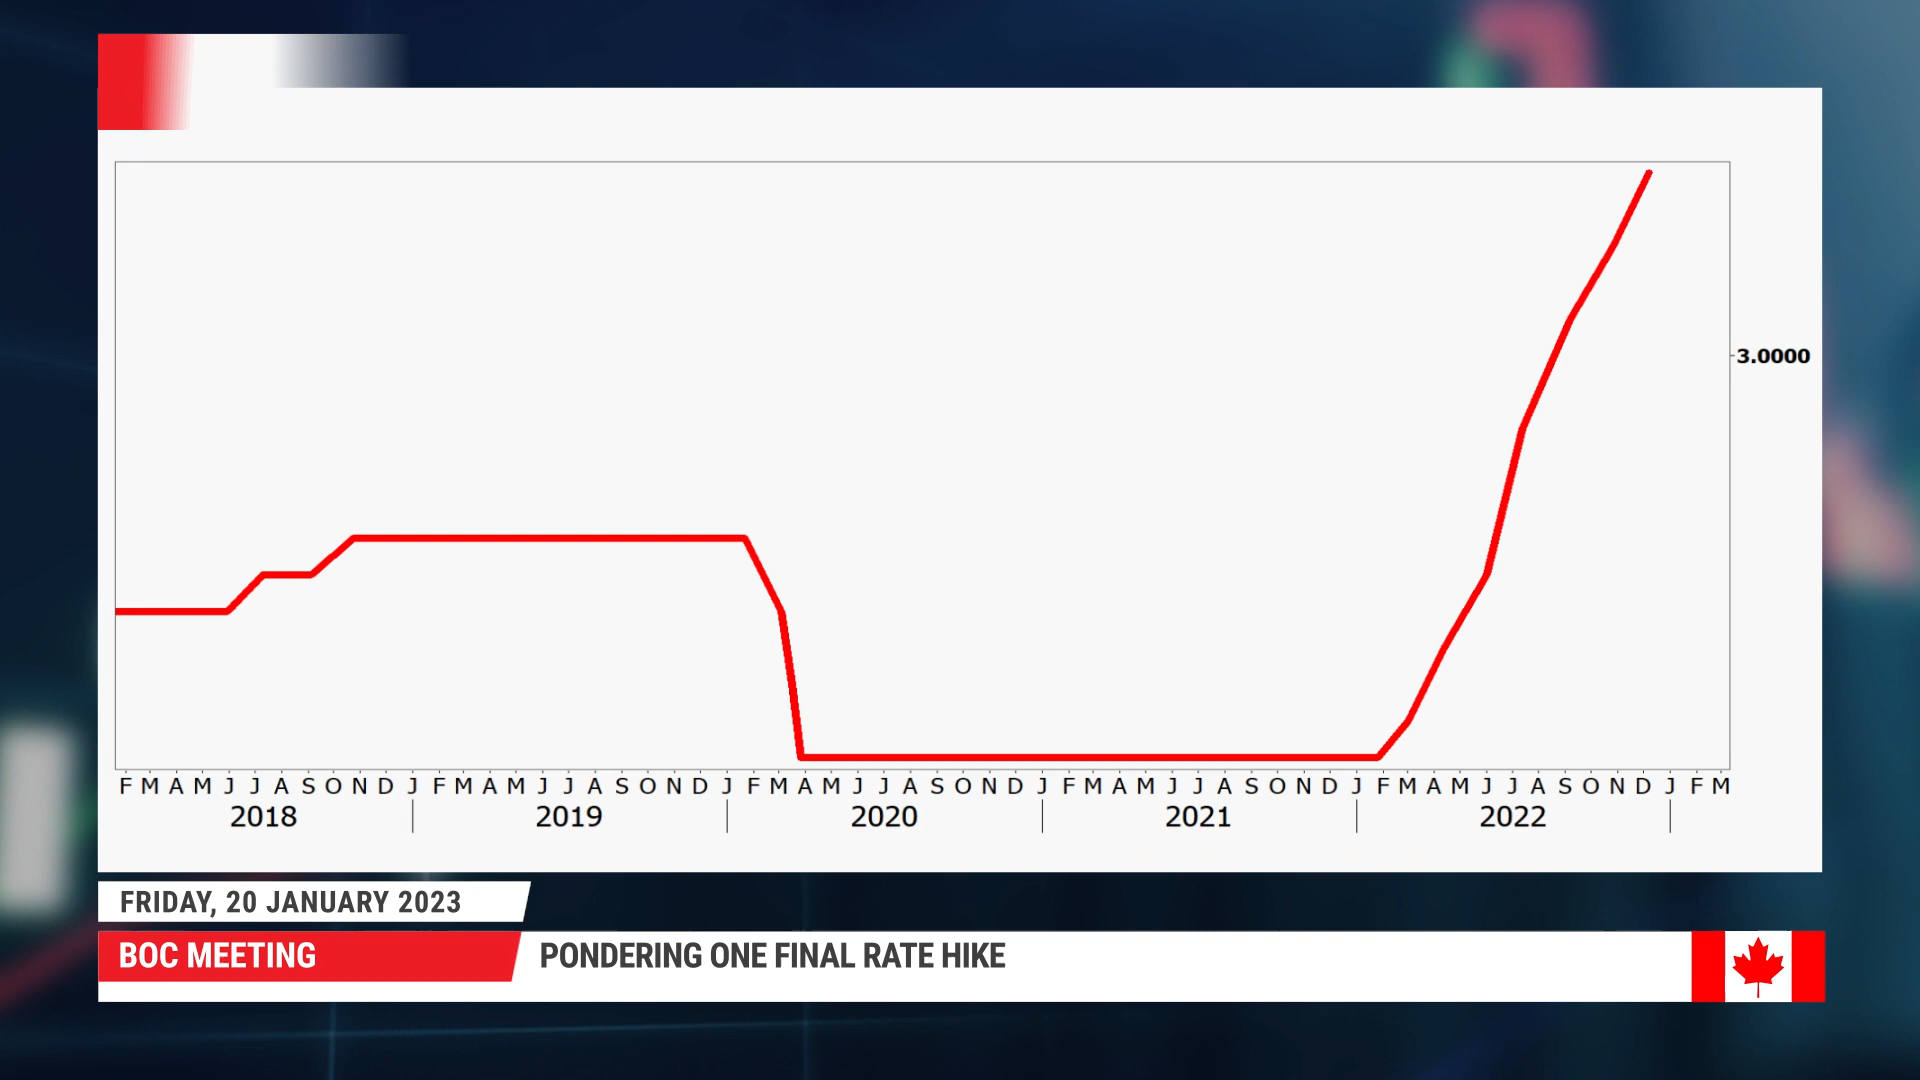 3.0000
F M A M J J A S O N D J F M A M J J A S O N D J F M A M J J A S O N D J F M A M J J A S O N D J F M A M J J A S O N D J F M
2018 2019 2020 2021 2022
FRIDAY, 20 JANUARY 2023
BOC MEETING
PONDERING ONE FINAL RATE HIKE